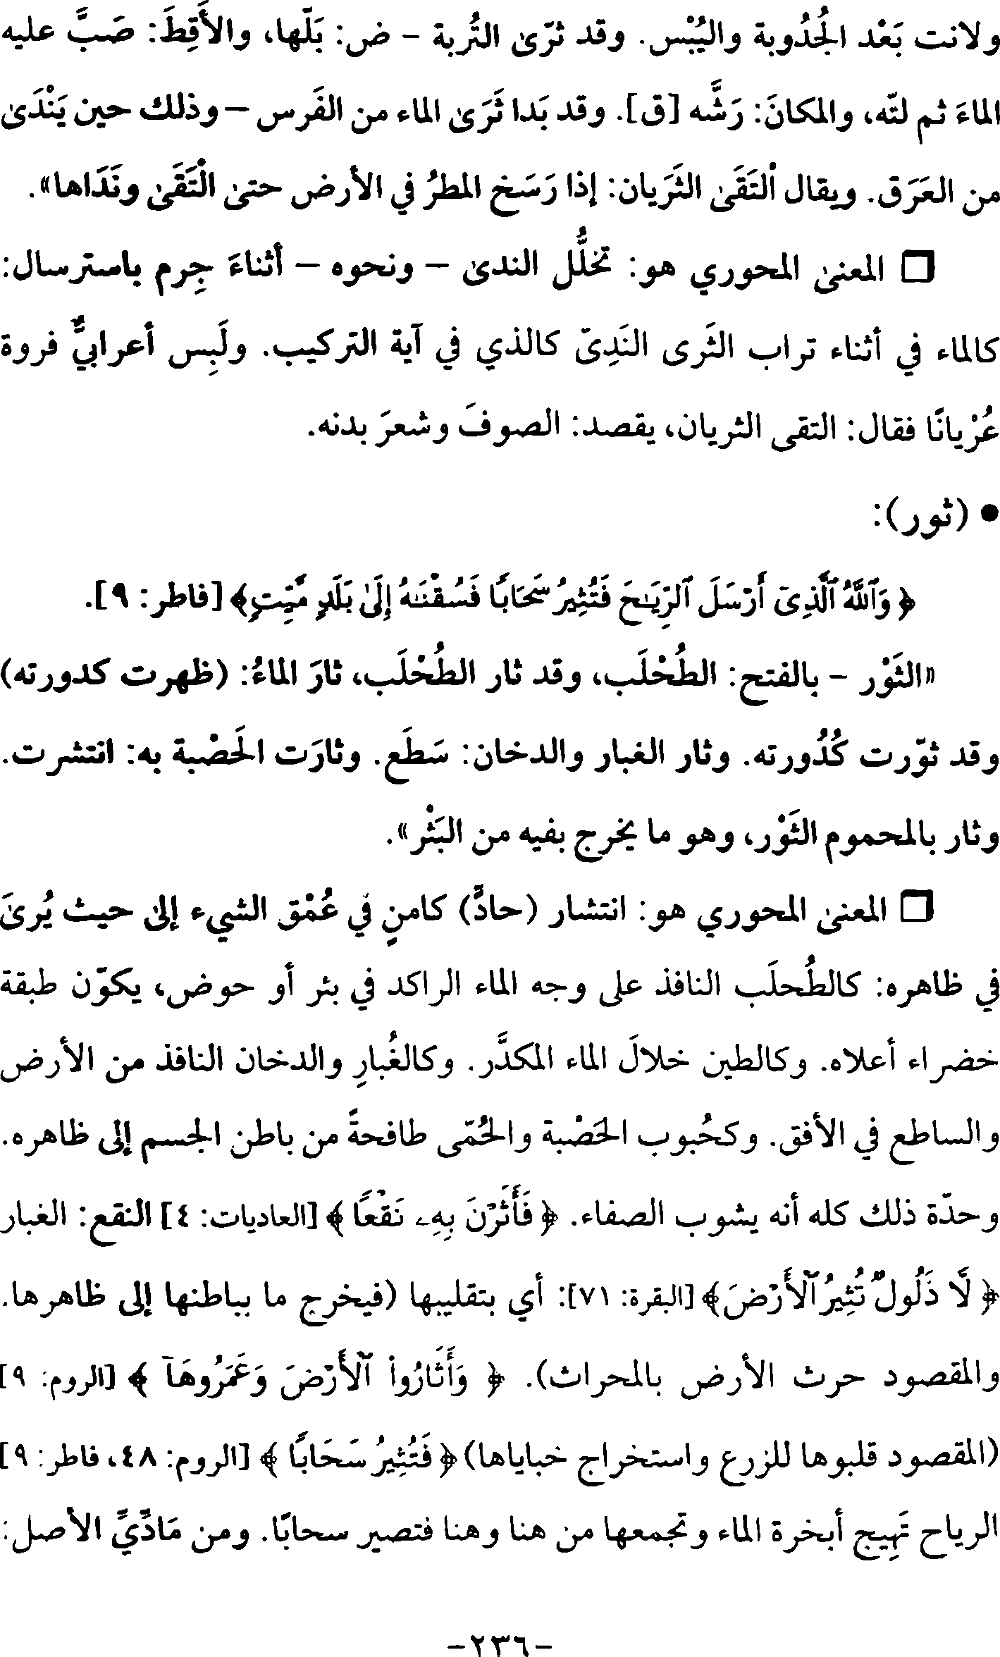 ولانت بَعْد الجُدُوبة واليُبْس. وقد ثرّىٰ التُربة - ض: بَلّها، والأَقِطَ: صَبَّ عليه
الماءَ ثم لتّه، والمكانَ: رَشَّه [ق]. وقد بَدا ثَرَىٰ الماء من الفَرس – وذلك حين يَنْدَىٰ
من العَرَق. ويقال اْلتَقَىٰ الثَرَيان: إذا رَسَخ المطرُ في الأرض حتىٰ الْتَقَىٰ ونَدَاها».
❒ المعنىٰ المحوري هو: تخلُّل الندىٰ – ونحوه – أثناءَ جِرم باسترسال:
كالماء في أثناء تراب الثَرى النَدِىّ كالذي في آية التركيب. ولَبِس أعرابيٌّ فروة
عُرْيانًا فقال: التقى الثريان، يقصد: الصوفَ وشعرَ بدنه.
• (ثور):
﴿ وَٱللَّهُ ٱلَّذِىٓ أَرْسَلَ ٱلرِّيَـٰحَ فَتُثِيرُ سَحَابًا فَسُقْنَـٰهُ إِلَىٰ بَلَدٍ مَّيِّتٍ﴾ [فاطر: ٩].
«الثَوْر - بالفتح: الطُحْلَب، وقد ثار الطُحْلَب، ثارَ الماءُ: (ظهرت كدورته)
وقد ثوّرت كُدُورته. وثار الغبار والدخان: سَطَع. وثارَت الحَصْبة به: انتشرت.
وثار بالمحموم الثَوْر، وهو ما يخرج بفيه من البَثْر».
❒ المعنىٰ المحوري هو: انتشار (حادّ) كامنٍ في عُمْق الشيء إلىٰ حيث يُرىٰ
في ظاهره: كالطُحلَب النافذ على وجه الماء الراكد في بئر أو حوض، يكوّن طبقة
خضراء أعلاه. وكالطين خلالَ الماء المكدَّر. وكالغُبارِ والدخان النافذ من الأرض
والساطع في الأفق. وكحُبوب الحَصْبة والحُمّى طافحةً من باطن الجسم إلى ظاهره.
وحدّة ذلك كله أنه يشوب الصفاء. ﴿ فَأَثَرْنَ بِهِۦ نَقْعًا ﴾ [العاديات: ٤] النقع: الغبار
﴿ لَّا ذَلُولٌ تُثِيرُ ٱلْأَرْضَ﴾ [البقرة: ٧١]: أي بتقليبها (فيخرج ما بباطنها إلى ظاهرها.
والمقصود حرث الأرض بالمحراث). ﴿ وَأَثَارُواْ ٱلْأَرْضَ وَعَمَرُوهَآ ﴾ [الروم: ٩]
(المقصود قلبوها للزرع واستخراج خباياها) ﴿ فَتُثِيرُ سَحَابًا ﴾ [الروم: ٤٨، فاطر: ٩]
الرياح تَهِيج أبخرة الماء وتجمعها من هنا وهنا فتصير سحابًا. ومن مَادِّيِّ الأصل:
-٢٣٦-